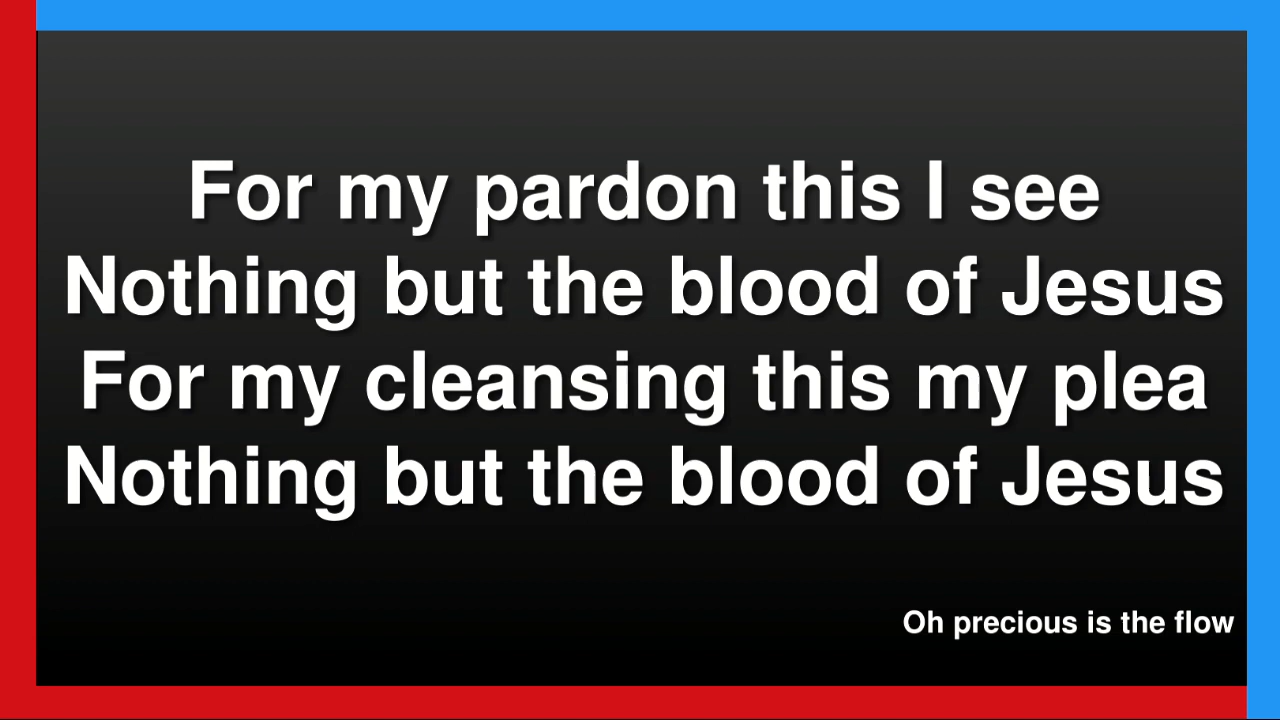 For my pardon this I see
Nothing but the blood of Jesus
For my cleansing this my plea
Nothing but the blood of Jesus
Oh precious is the flow